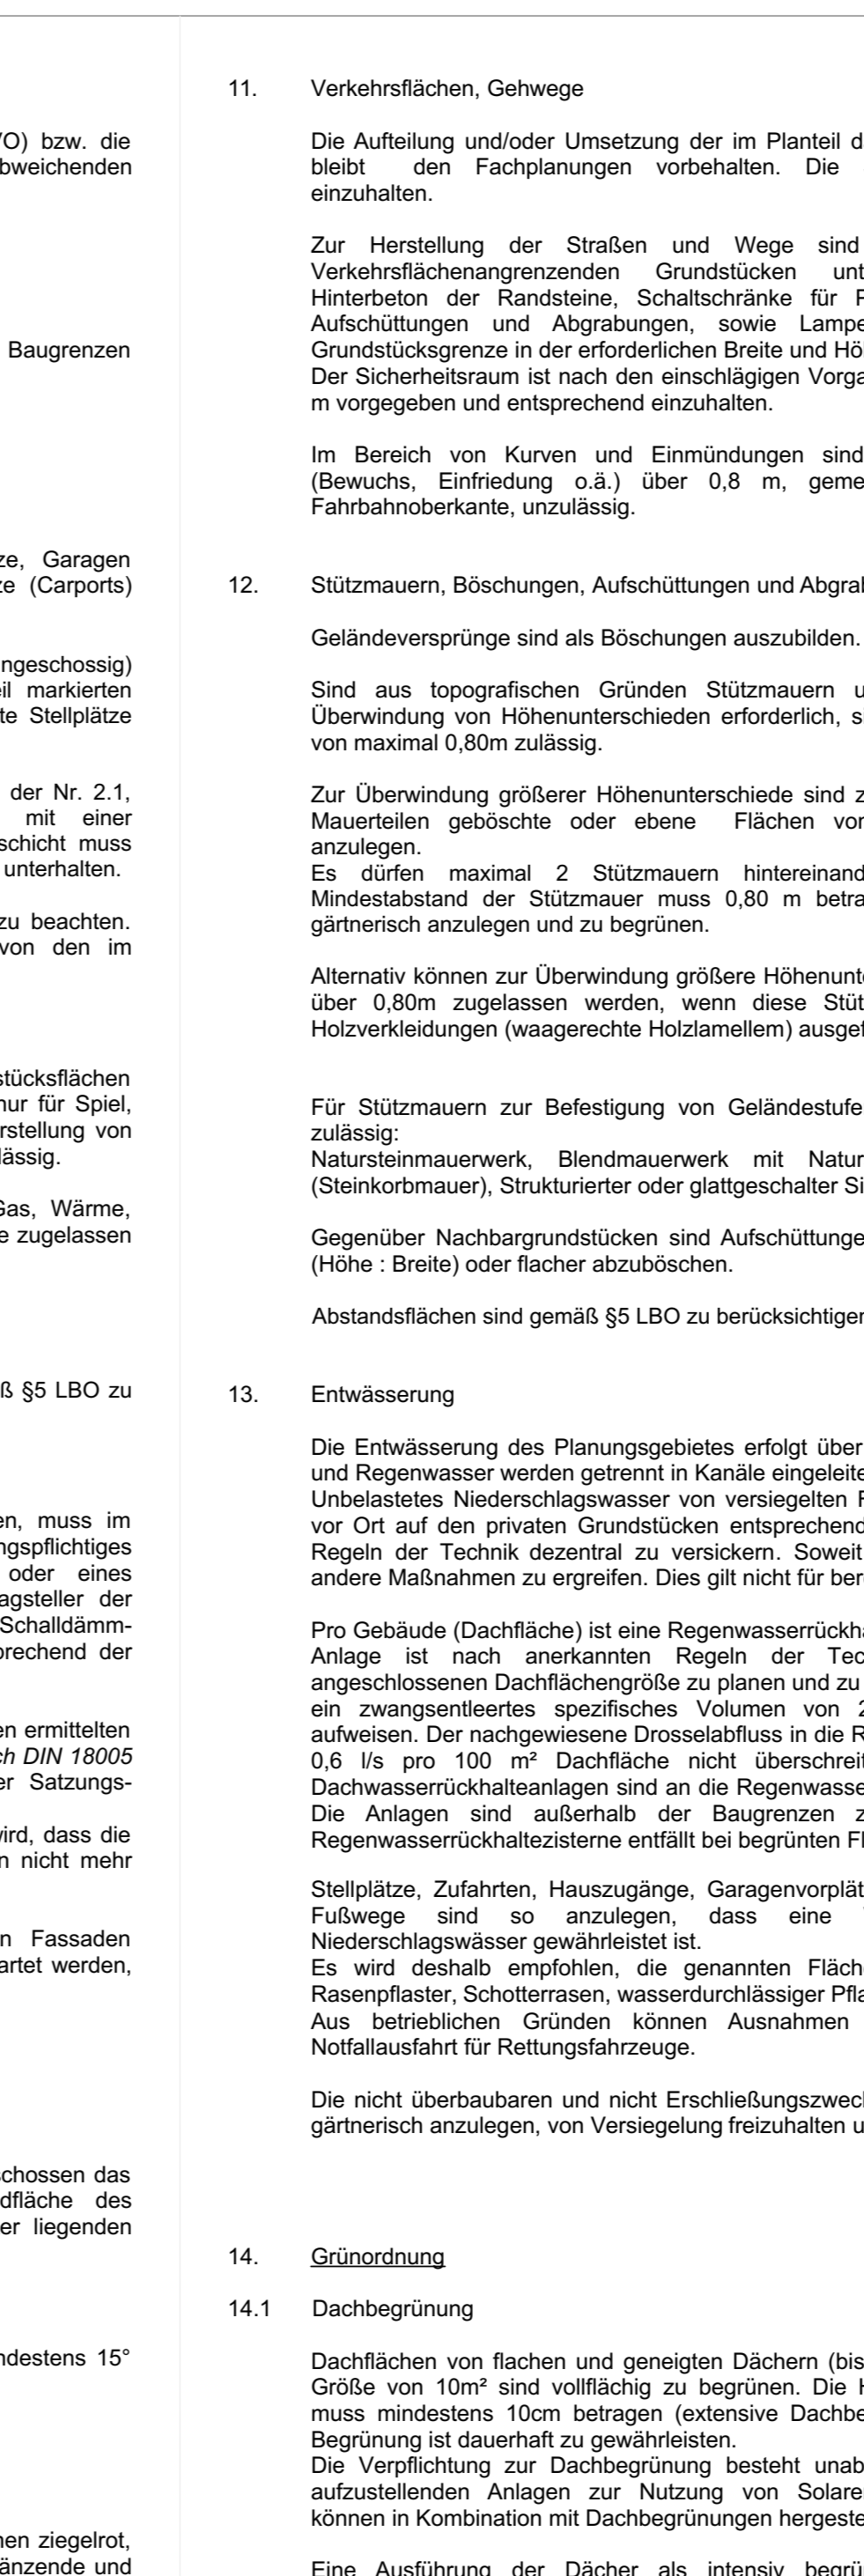 /O) bzw. die
bweichenden
Baugrenzen
ze, Garagen
ze (Carports)
ngeschossig)
il markierten
te Stellplätze
der Nr. 2.1,
mit einer
schicht muss
unterhalten.
zu beachten.
von den im
stücksflächen
nur für Spiel,
rstellung von
lässig.
Gas, Wärme,
e zugelassen
ß §5 LBO zu
en, muss im
ngspflichtiges
oder eines
agsteller der
Schalldämm-
prechend der
en ermittelten
ch DIN 18005
er Satzungs-
wird, dass die
n nicht mehr
n Fassaden
artet werden,
schossen das
dfläche des
er liegenden
ndestens 15°
nen ziegelrot,
änzende und
11. Verkehrsflächen, Gehwege
Die Aufteilung und/oder Umsetzung der im Planteil d
bleibt den Fachplanungen vorbehalten. Die
einzuhalten.
Zur Herstellung der Straßen und Wege sind
Verkehrsflächenangrenzenden Grundstücken unt
Hinterbeton der Randsteine, Schaltschränke für F
Aufschüttungen und Abgrabungen, sowie Lampe
Grundstücksgrenze in der erforderlichen Breite und Hö
Der Sicherheitsraum ist nach den einschlägigen Vorga
m vorgegeben und entsprechend einzuhalten.
Im Bereich von Kurven und Einmündungen sind
(Bewuchs, Einfriedung o.ä.) über 0,8 m, geme
Fahrbahnoberkante, unzulässig.
12. Stützmauern, Böschungen, Aufschüttungen und Abgrab
Geländeversprünge sind als Böschungen auszubilden.
Sind aus topografischen Gründen Stützmauern u
Überwindung von Höhenunterschieden erforderlich, si
von maximal 0,80m zulässig.
Zur Überwindung größerer Höhenunterschiede sind z
Mauerteilen geböschte oder ebene Flächen vor
anzulegen.
Es dürfen maximal 2 Stützmauern hintereinand
Mindestabstand der Stützmauer muss 0,80 m betra
gärtnerisch anzulegen und zu begrünen.
Alternativ können zur Überwindung größere Höhenunte
über 0,80m zugelassen werden, wenn diese Stüt
Holzverkleidungen (waagerechte Holzlamellem) ausgef
Für Stützmauern zur Befestigung von Geländestufe
zulässig:
Natursteinmauerwerk, Blendmauerwerk mit Natur
(Steinkorbmauer), Strukturierter oder glattgeschalter Si
Gegenüber Nachbargrundstücken sind Aufschüttunge
(Höhe : Breite) oder flacher abzuböschen.
Abstandsflächen sind gemäß §5 LBO zu berücksichtigen
13. Entwässerung
Die Entwässerung des Planungsgebietes erfolgt über
und Regenwasser werden getrennt in Kanäle eingeleite
Unbelastetes Niederschlagswasser von versiegelten F
vor Ort auf den privaten Grundstücken entsprechend
Regeln der Technik dezentral zu versickern. Soweit
andere Maßnahmen zu ergreifen. Dies gilt nicht für ber
Pro Gebäude (Dachfläche) ist eine Regenwasserrückha
Anlage ist nach anerkannten Regeln der Tec
angeschlossenen Dachflächengröße zu planen und zu
ein zwangsentleertes spezifisches Volumen von 2
aufweisen. Der nachgewiesene Drosselabfluss in die R
0,6 l/s pro 100 m² Dachfläche nicht überschreit
Dachwasserrückhalteanlagen sind an die Regenwasse
Die Anlagen sind außerhalb der Baugrenzen z
Regenwasserrückhaltezisterne entfällt bei begrünten Fl
Stellplätze, Zufahrten, Hauszugänge, Garagenvorplät
Fußwege sind so anzulegen, dass eine
Niederschlagswässer gewährleistet ist.
Es wird deshalb empfohlen, die genannten Fläch
Rasenpflaster, Schotterrasen, wasserdurchlässiger Pfla
Aus betrieblichen Gründen können Ausnahmen
Notfallausfahrt für Rettungsfahrzeuge.
Die nicht überbaubaren und nicht Erschließungszweck
gärtnerisch anzulegen, von Versiegelung freizuhalten u
14. Grünordnung
14.1 Dachbegrünung
Dachflächen von flachen und geneigten Dächern (bis
Größe von 10m² sind vollflächig zu begrünen. Die H
muss mindestens 10cm betragen (extensive Dachbe
Begrünung ist dauerhaft zu gewährleisten.
Die Verpflichtung zur Dachbegrünung besteht unab
aufzustellenden Anlagen zur Nutzung von Solare
können in Kombination mit Dachbegrünungen hergeste
Eine Ausführung der Dächer als intensiv begrü